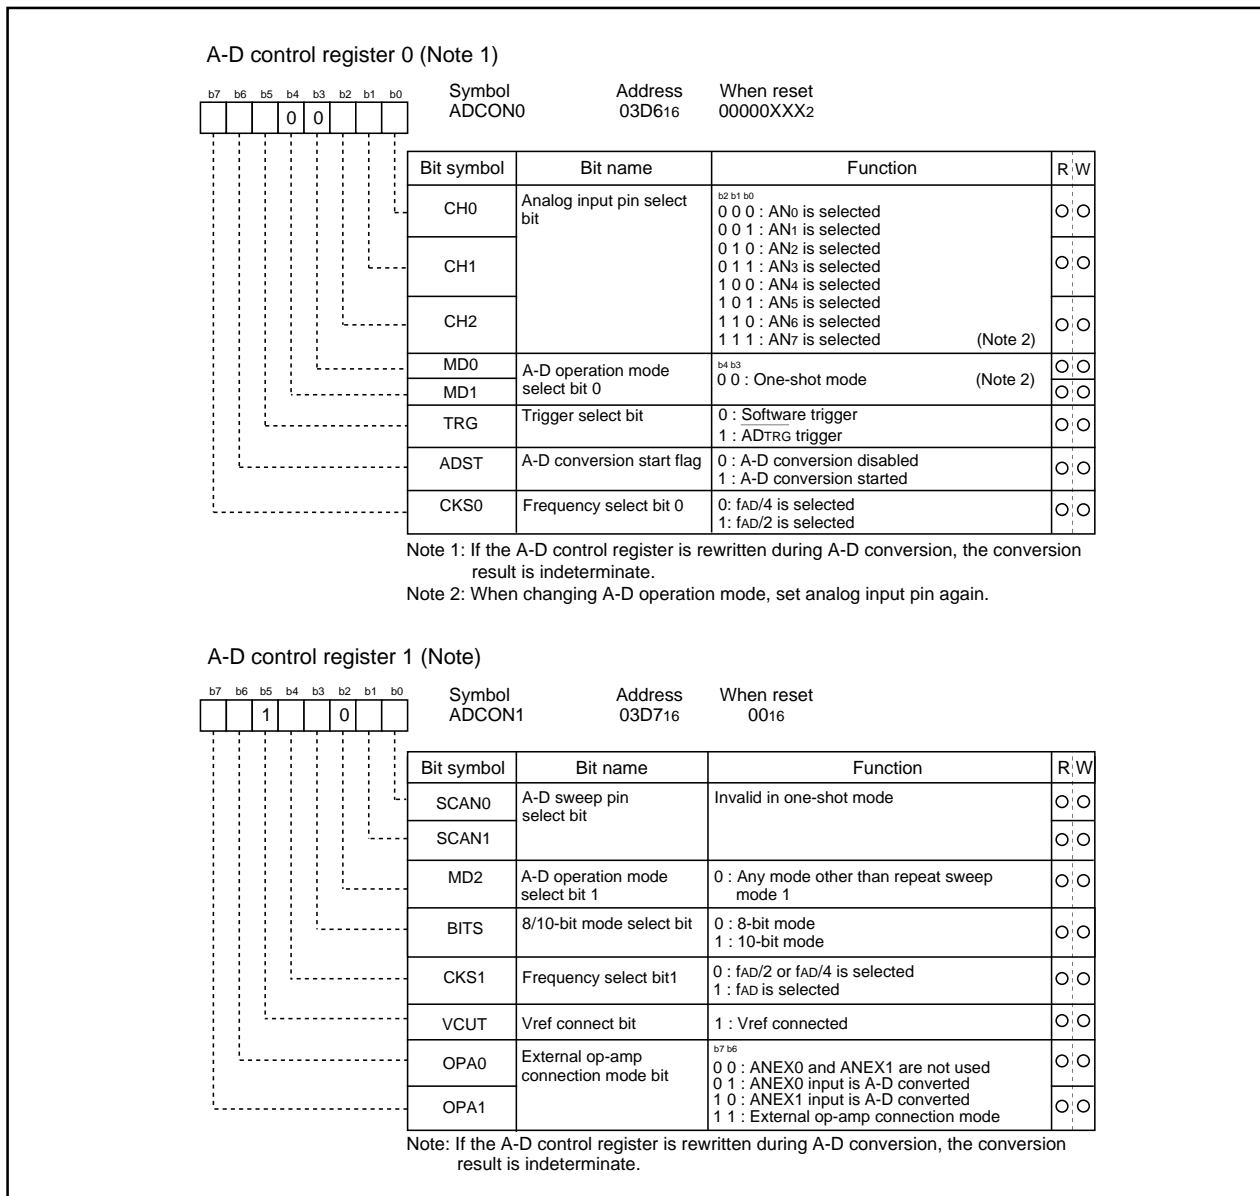 A-D control register 0 (Note 1)
b7 b6 b5 b4 b3 b2 b1 b0
0 0
Symbol Address When reset
ADCON0 03D616 00000XXX2
Bit symbol Bit name Function R W
CH0 Analog input pin select bit
b2 b1 b0
0 0 0 : AN0 is selected
0 0 1 : AN1 is selected
0 1 0 : AN2 is selected
CH1
0 1 1 : AN3 is selected
1 0 0 : AN4 is selected
1 0 1 : AN5 is selected
CH2
1 1 0 : AN6 is selected
1 1 1 : AN7 is selected (Note 2)
MD0
MD1
A-D operation mode
select bit 0
b4 b3
0 0 : One-shot mode (Note 2)
TRG Trigger select bit
0 : Software trigger
1 : ADTRG trigger
ADST A-D conversion start flag
0 : A-D conversion disabled
1 : A-D conversion started
CKS0 Frequency select bit 0
0: fAD/4 is selected
1: fAD/2 is selected
Note 1: If the A-D control register is rewritten during A-D conversion, the conversion
result is indeterminate.
Note 2: When changing A-D operation mode, set analog input pin again.
A-D control register 1 (Note)
b7 b6 b5 b4 b3 b2 b1 b0
1 0
Symbol Address When reset
ADCON1 03D716 0016
Bit symbol Bit name Function R W
SCAN0
SCAN1
A-D sweep pin
select bit
Invalid in one-shot mode
MD2
A-D operation mode
select bit 1
0 : Any mode other than repeat sweep
mode 1
BITS 8/10-bit mode select bit
0 : 8-bit mode
1 : 10-bit mode
CKS1 Frequency select bit1
0 : fAD/2 or fAD/4 is selected
1 : fAD is selected
VCUT Vref connect bit 1 : Vref connected
OPA0
OPA1
External op-amp
connection mode bit
b7 b6
0 0 : ANEX0 and ANEX1 are not used
0 1 : ANEX0 input is A-D converted
1 0 : ANEX1 input is A-D converted
1 1 : External op-amp connection mode
Note: If the A-D control register is rewritten during A-D conversion, the conversion
result is indeterminate.